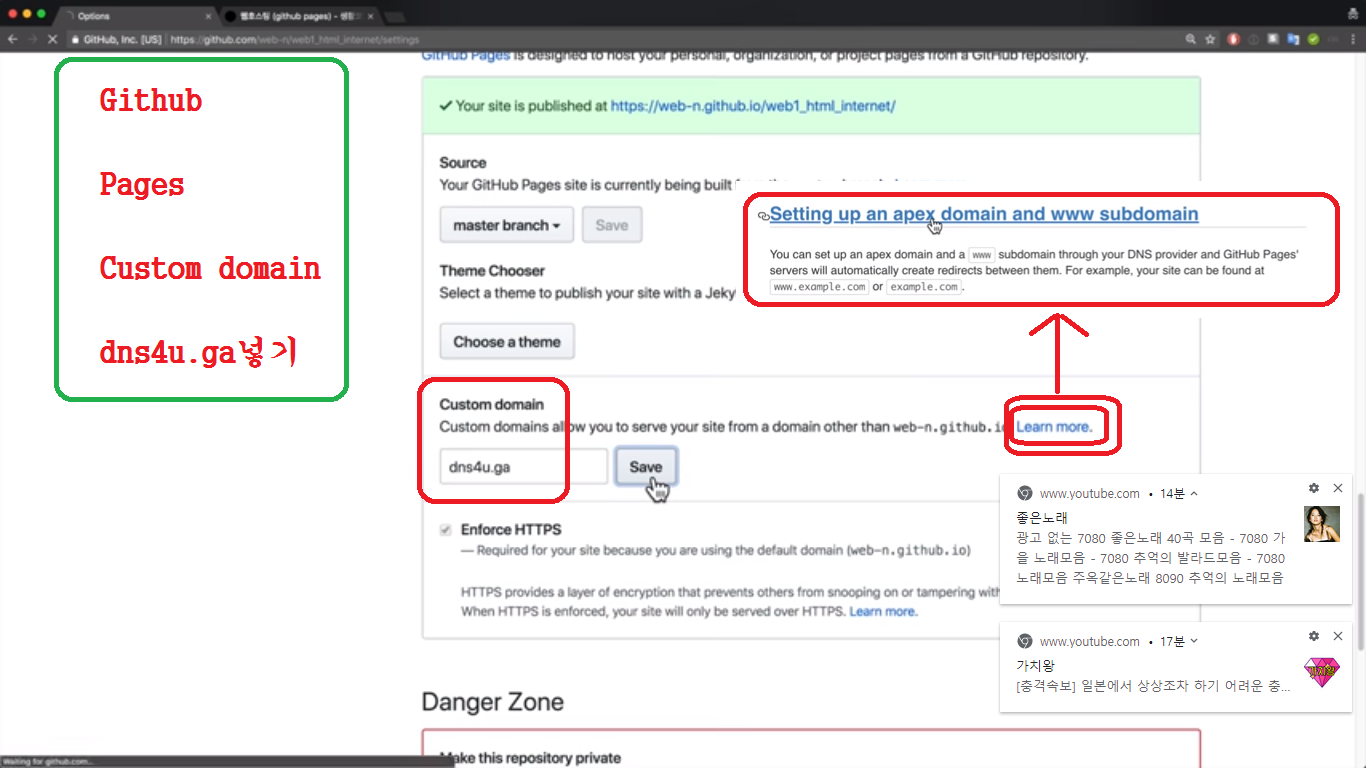 Options
웹호스팅 (github pages) - 생활코
GitHub, Inc. [US] | https://github.com/web-n/web1_html_internet/settings
GitHub Pages is designed to host your personal, organization, or project pages from a GitHub repository.
Github
Pages
Custom domain
dns4u.ga넣기
✓ Your site is published at https://web-n.github.io/web1_html_internet/
Source
Your GitHub Pages site is currently being built
master branch
Save
Setting up an apex domain and www subdomain
You can set up an apex domain and a www subdomain through your DNS provider and GitHub Pages'
servers will automatically create redirects between them. For example, your site can be found at
www.example.com or example.com.
Theme Chooser
Select a theme to publish your site with a Jeky
Choose a theme
Custom domain
Custom domains allow you to serve your site from a domain other than web-n.github.io Learn more.
dns4u.ga
Save
Enforce HTTPS
— Required for your site because you are using the default domain (web-n.github.io)
HTTPS provides a layer of encryption that prevents others from snooping on or tampering with
When HTTPS is enforced, your site will only be served over HTTPS. Learn more.
www.youtube.com • 14분
좋은노래
광고 없는 7080 좋은노래 40곡 모음 - 7080 가
을 노래모음 - 7080 추억의 발라드모음 - 7080
노래모음 주옥같은노래 8090 추억의 노래모음
www.youtube.com • 17분
가치왕
[충격속보] 일본에서 상상조차 하기 어려운 충...
가치왕
Danger Zone
Make this repository private
Waiting for github.com...